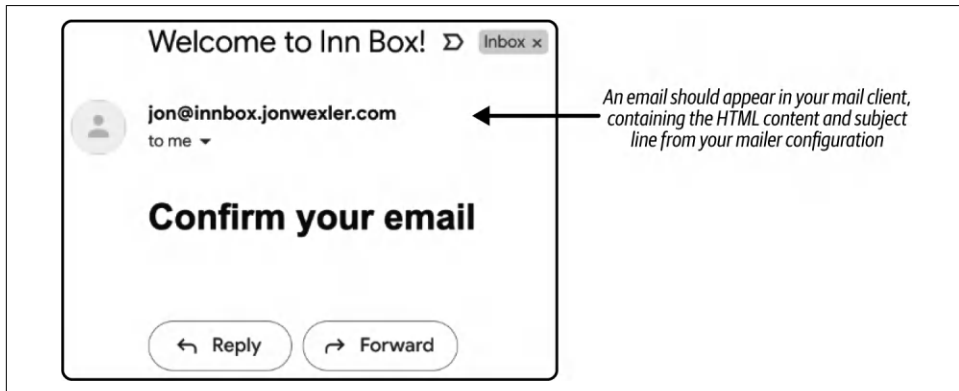 Welcome to Inn Box! Inbox ×
jon@innbox.jonwexler.com
to me
Confirm your email
Reply Forward
An email should appear in your mail client,
containing the HTML content and subject
line from your mailer configuration